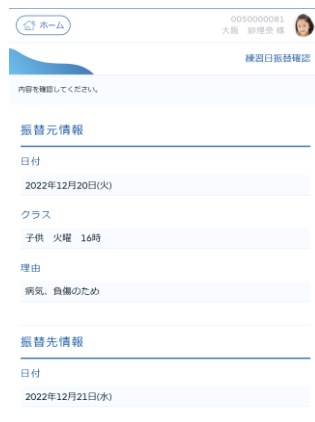 ホーム
0050000081
大阪 紗理奈 様
練習日振替確認
内容を確認してください。
振替元情報
日付
2022年12月20日(火)
クラス
子供 火曜 16時
理由
病気、負傷のため
振替先情報
日付
2022年12月21日(水)